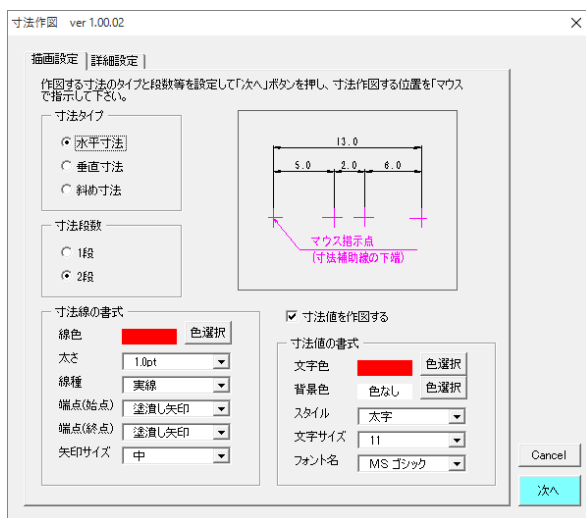 寸法作図 ver 1.00.02
描画設定
詳細設定
作図する寸法のタイプと段数等を設定して「次へ」ボタンを押し、寸法作図する位置を「マウス
で指示して下さい。
寸法タイプ
水平寸法
垂直寸法
斜め寸法
13.0
5.0
2.0
6.0
マウス指示点
(寸法補助線の下端)
寸法段数
1段
2段
寸法線の書式
線色
色選択
太さ
1.0pt
線種
実線
端点(始点)
塗潰し矢印
端点(終点)
塗潰し矢印
矢印サイズ
中
寸法値を作図する
寸法値の書式
文字色
色選択
背景色
色なし
色選択
スタイル
太字
文字サイズ
11
フォント名
MS ゴシック
Cancel
次へ